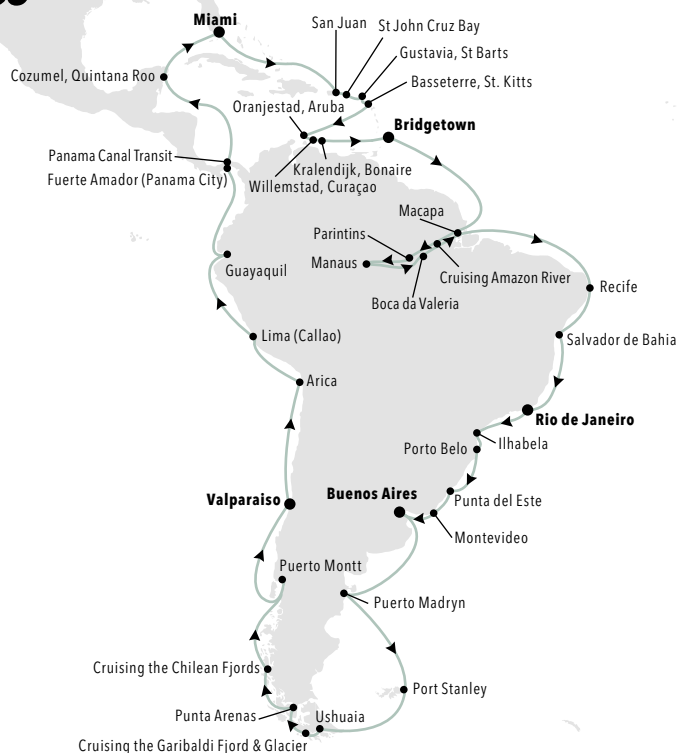 Miami
San Juan
St John Cruz Bay
Gustavia, St Barts
Basseterre, St. Kitts
Cozumel, Quintana Roo
Oranjestad, Aruba
Bridgetown
Panama Canal Transit
Kralendijk, Bonaire
Fuerte Amador (Panama City)
Willemstad, Curaçao
Macapa
Parintins
Manaus
Guayaquil
Cruising Amazon River
Recife
Boca da Valeria
Lima (Callao)
Salvador de Bahia
Arica
Rio de Janeiro
Ilhabela
Porto Belo
Valparaiso
Buenos Aires
Punta del Este
Montevideo
Puerto Montt
Puerto Madryn
Cruising the Chilean Fjords
Port Stanley
Punta Arenas
Ushuaia
Cruising the Garibaldi Fjord & Glacier